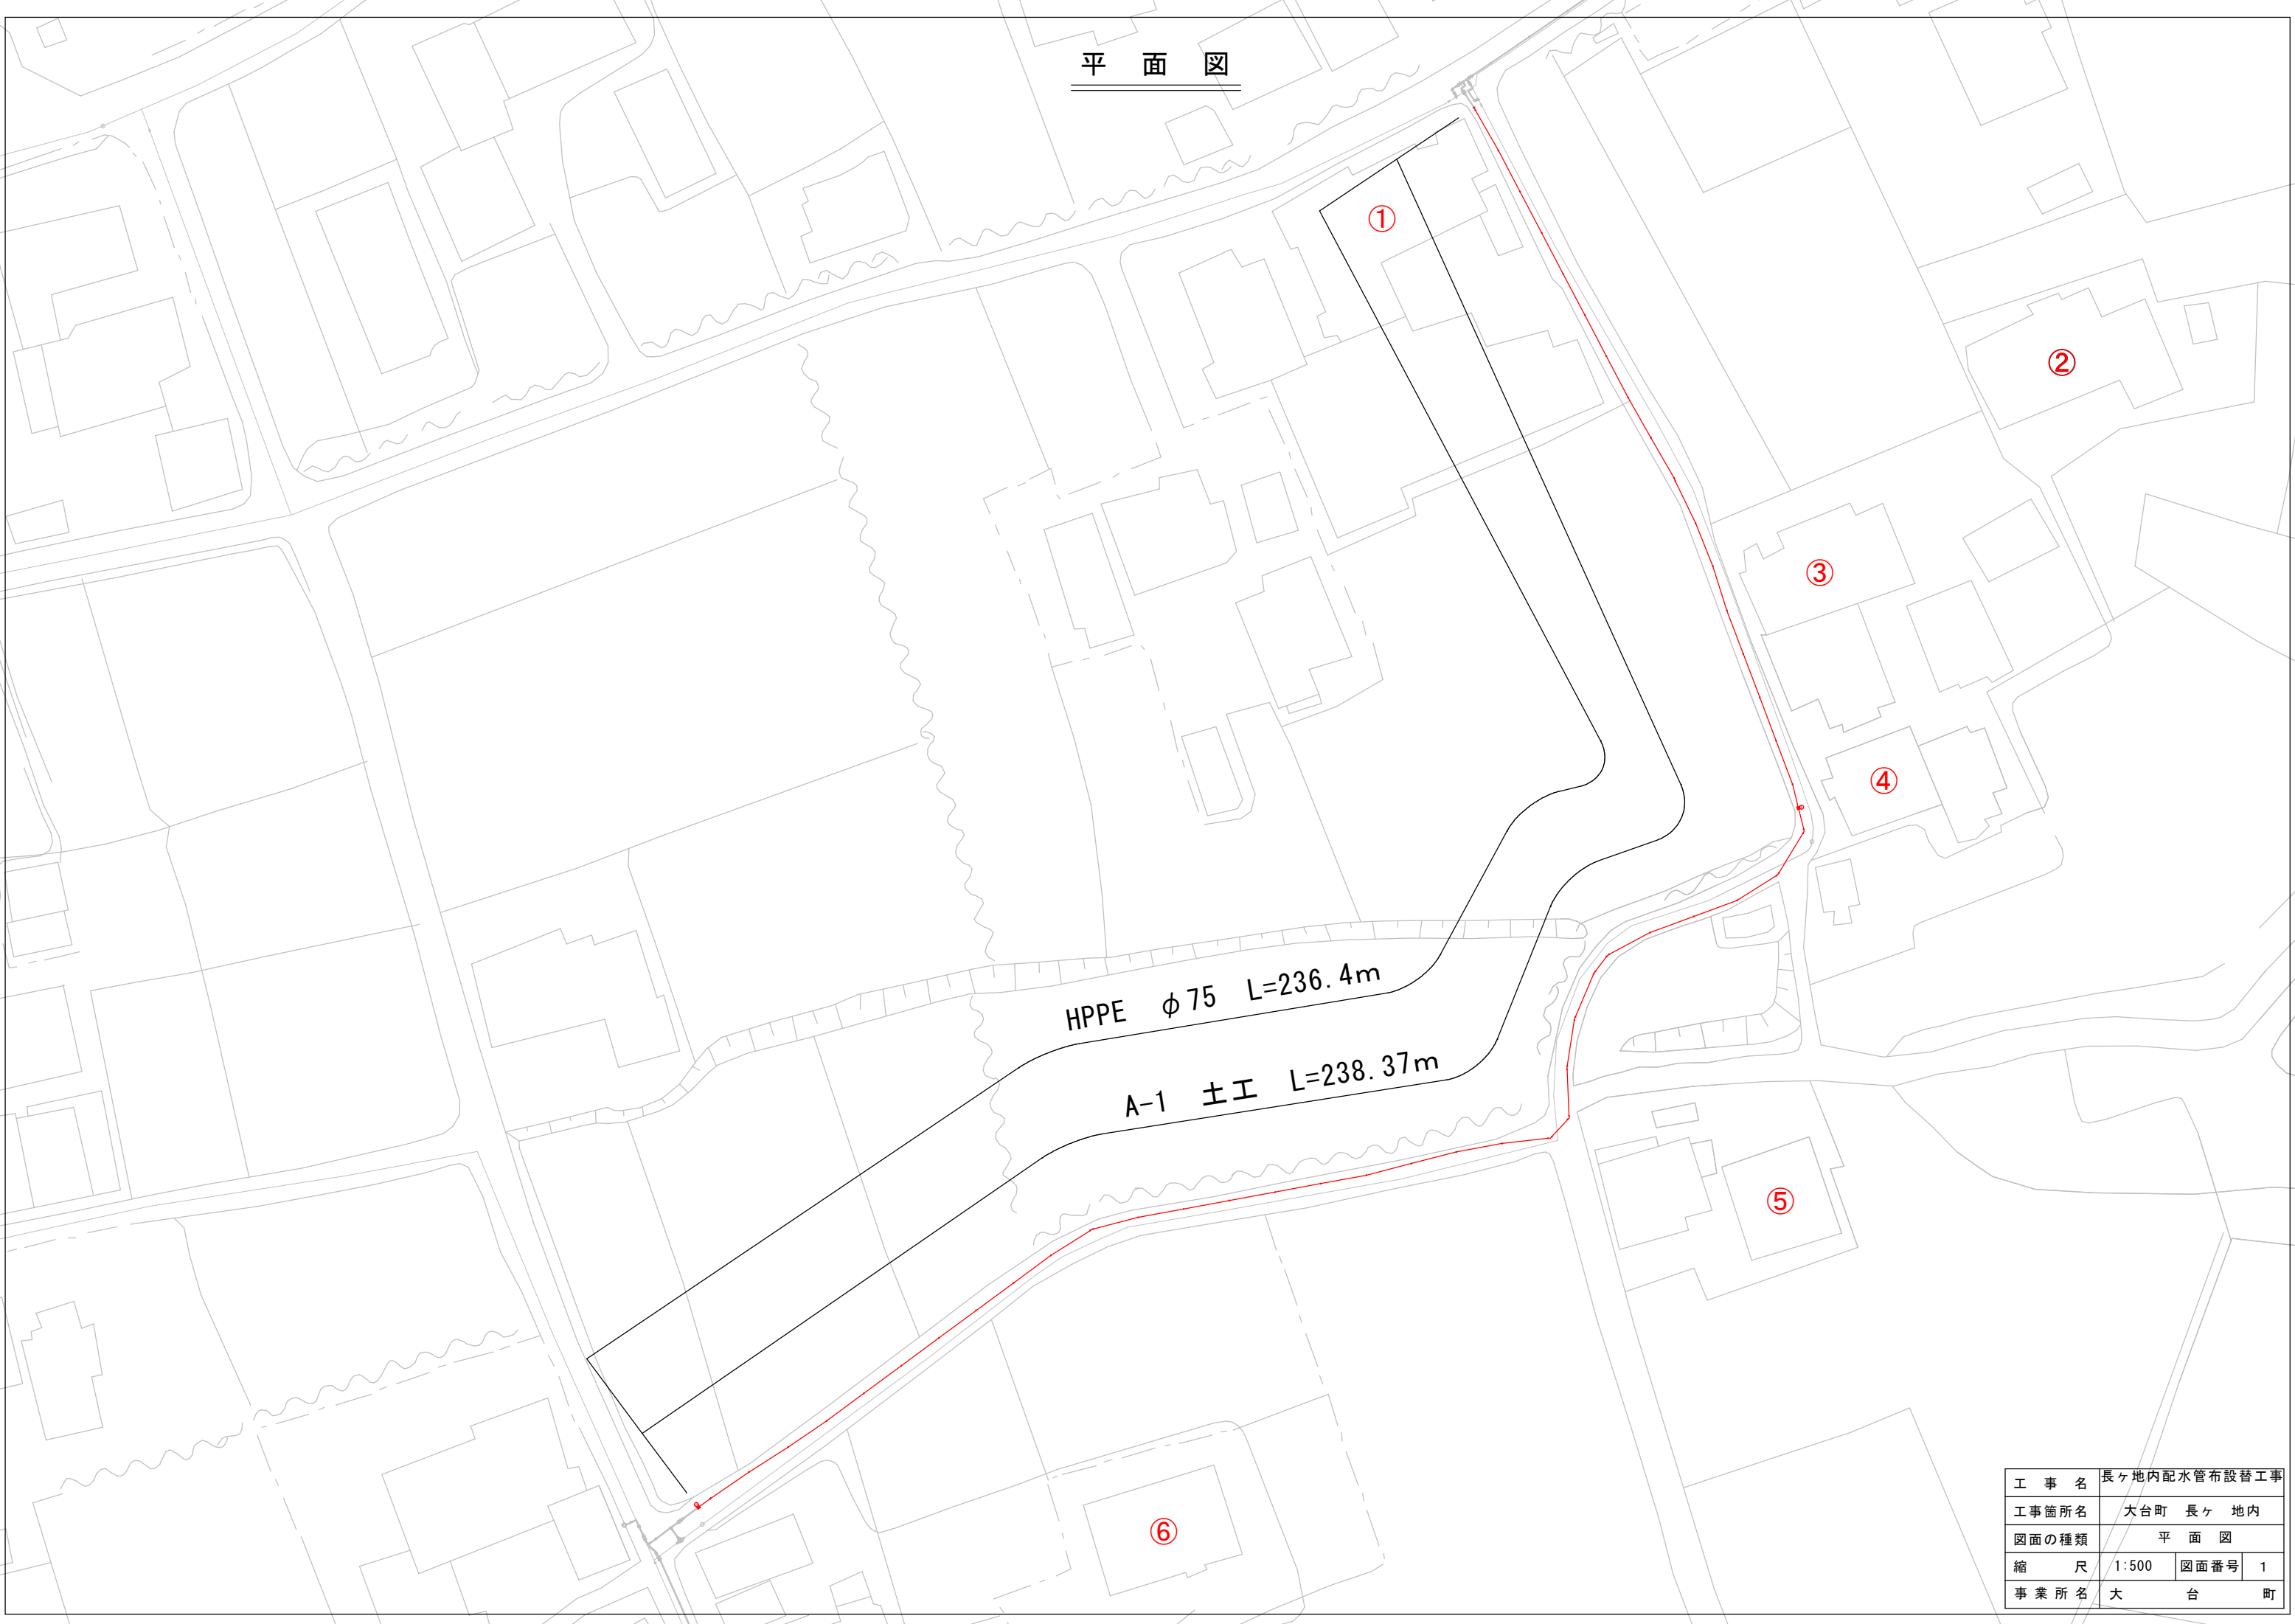 平 面 図
①
②
③
④
HPPE φ75 L=236.4m
A-1 土工 L=238.37m
⑤
⑥
工 事 名 長ヶ地内配水管布設替工事
工事箇所名 大台町 長ヶ 地内
図面の種類 平 面 図
縮 尺 1:500 図面番号 1
事 業 所 名 大 台 町